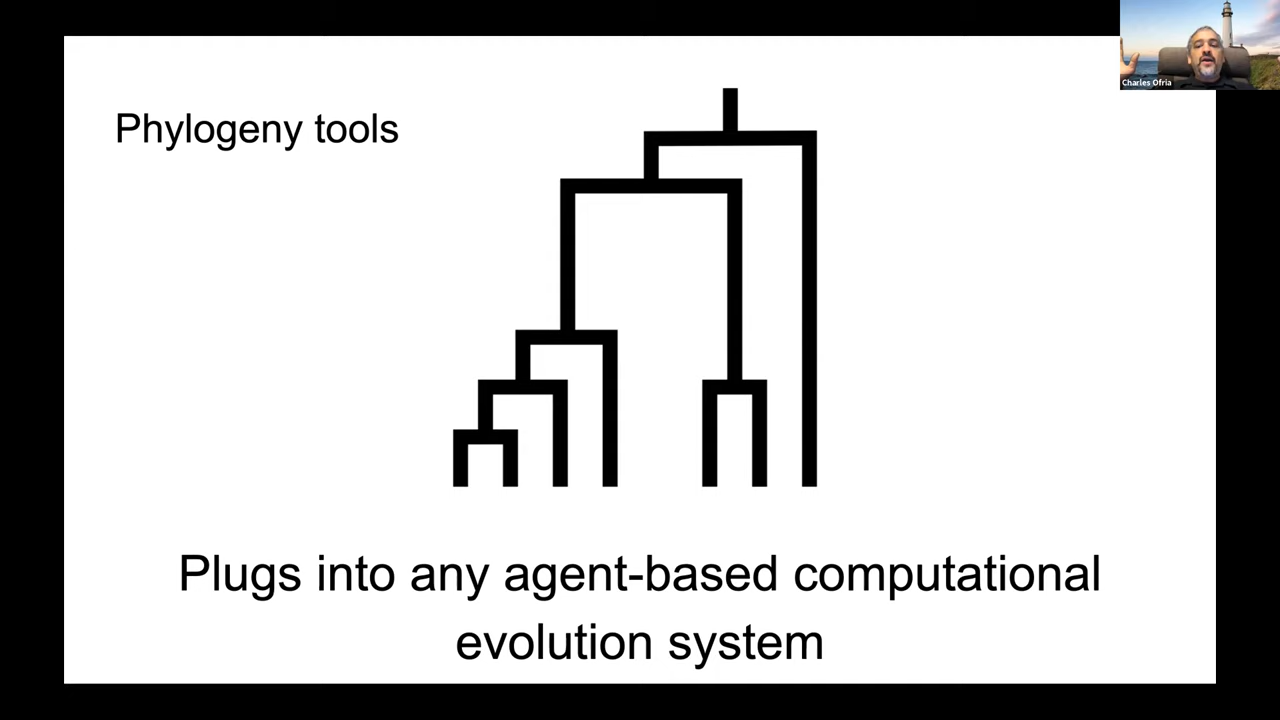 Charles Ofria
Phylogeny tools
Plugs into any agent-based computational
evolution system